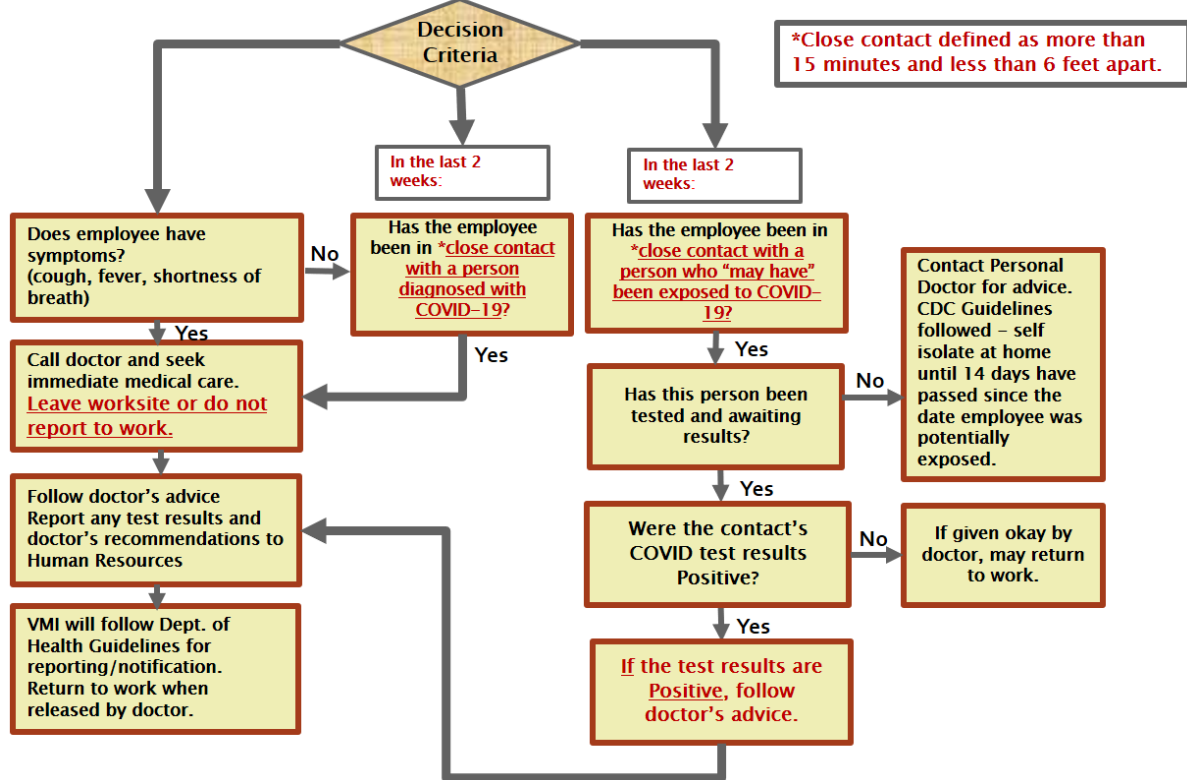 Decision
Criteria
*Close contact defined as more than
15 minutes and less than 6 feet apart.
In the last 2
weeks:
In the last 2
weeks:
Does employee have
symptoms?
(cough, fever, shortness of
breath)
No
Has the employee
been in *close contact
with a person
diagnosed with
COVID-19?
Has the employee been in
*close contact with a
person who “may have”
been exposed to COVID-
19?
Contact Personal
Doctor for advice.
CDC Guidelines
followed – self
isolate at home
until 14 days have
passed since the
date employee was
potentially
exposed.
Yes
Yes
Yes
Call doctor and seek
immediate medical care.
Leave worksite or do not
report to work.
Has this person been
tested and awaiting
results?
No
Yes
Follow doctor’s advice
Report any test results and
doctor’s recommendations to
Human Resources
Were the contact’s
COVID test results
Positive?
No
If given okay by
doctor, may return
to work.
Yes
VMI will follow Dept. of
Health Guidelines for
reporting/notification.
Return to work when
released by doctor.
If the test results are
Positive, follow
doctor’s advice.